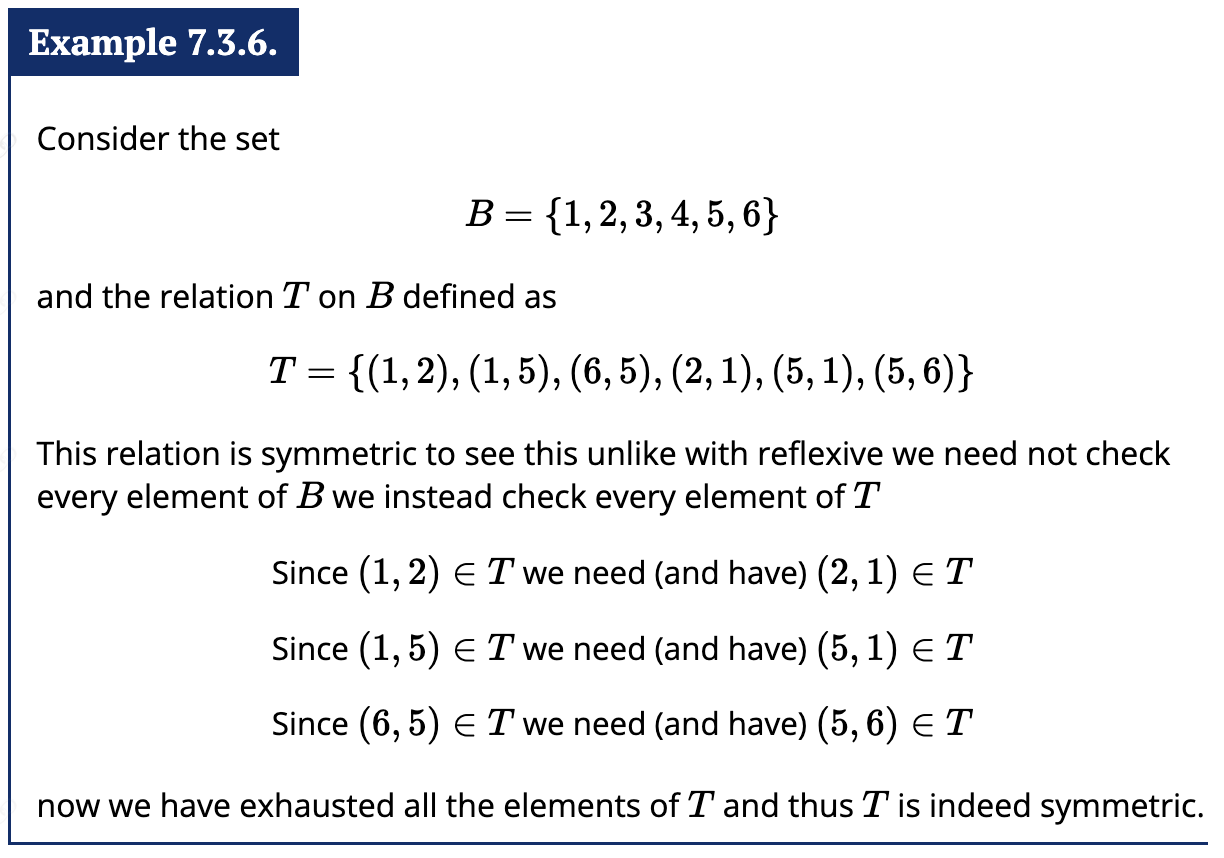 Example 7.3.6.
Consider the set
B = {1, 2, 3, 4, 5, 6}
and the relation T on B defined as
T = {(1, 2), (1, 5), (6, 5), (2, 1), (5, 1), (5, 6)}
This relation is symmetric to see this unlike with reflexive we need not check
every element of B we instead check every element of T
Since (1, 2) ∈ T we need (and have) (2, 1) ∈ T
Since (1, 5) ∈ T we need (and have) (5, 1) ∈ T
Since (6, 5) ∈ T we need (and have) (5, 6) ∈ T
now we have exhausted all the elements of T and thus T is indeed symmetric.